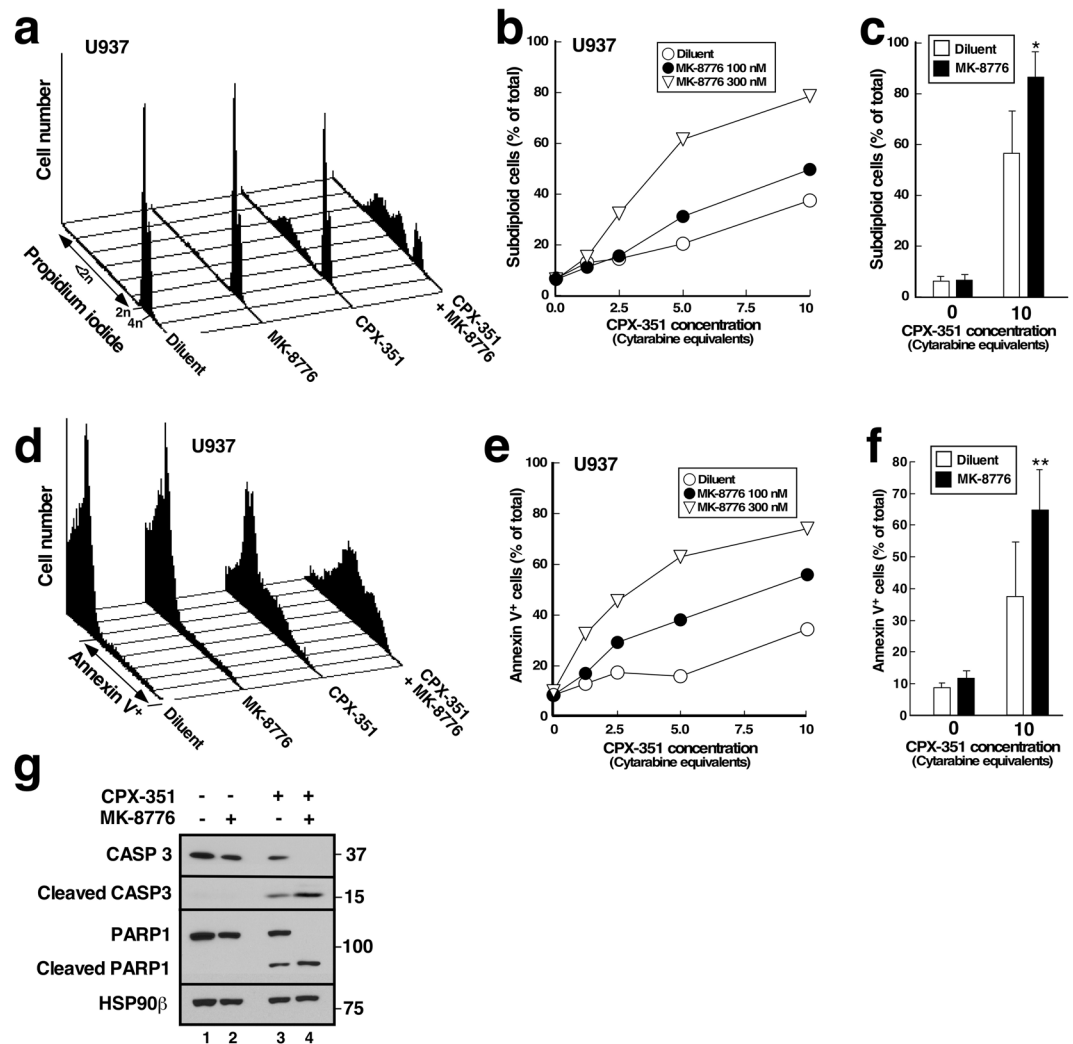 a
U937
Cell number
Propidium iodide
<2n
2n
4n
Diluent
MK-8776
CPX-351
CPX-351
+ MK-8776
b
U937
Diluent
MK-8776 100 nM
MK-8776 300 nM
Subdiploid cells (% of total)
100
80
60
40
20
0
0.0
2.5
5.0
7.5
10
CPX-351 concentration
(Cytarabine equivalents)
c
Diluent
MK-8776
*
Subdiploid cells (% of total)
100
80
60
40
20
0
0
10
CPX-351 concentration
(Cytarabine equivalents)
d
U937
Cell number
Annexin V+
Diluent
MK-8776
CPX-351
CPX-351
+ MK-8776
e
U937
Diluent
MK-8776 100 nM
MK-8776 300 nM
Annexin V+ cells (% of total)
100
80
60
40
20
0
0.0
2.5
5.0
7.5
10
CPX-351 concentration
(Cytarabine equivalents)
f
Diluent
MK-8776
**
Annexin V+ cells (% of total)
80
70
60
50
40
30
20
10
0
0
10
CPX-351 concentration
(Cytarabine equivalents)
g
CPX-351 - - + +
MK-8776 - + - +
CASP 3
37
Cleaved CASP3
15
PARP1
100
Cleaved PARP1
HSP90β
75
1 2 3 4